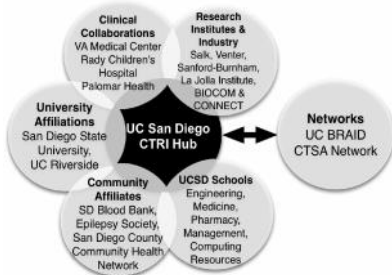 Clinical
Collaborations
VA Medical Center
Rady Children's
Hospital
Palomar Health
Research
Institutes &
Industry
Salk, Venter,
Sanford-Burnham,
La Jolla Institute,
BIOCOM &
CONNECT
University
Affiliations
San Diego State
University,
UC Riverside
UC San Diego
CTRI Hub
Networks
UC BRAID
CTSA Network
Community
Affiliates
SD Blood Bank,
Epilepsy Society,
San Diego County
Community Health
Network
UCSD Schools
Engineering,
Medicine,
Pharmacy,
Management,
Computing
Resources